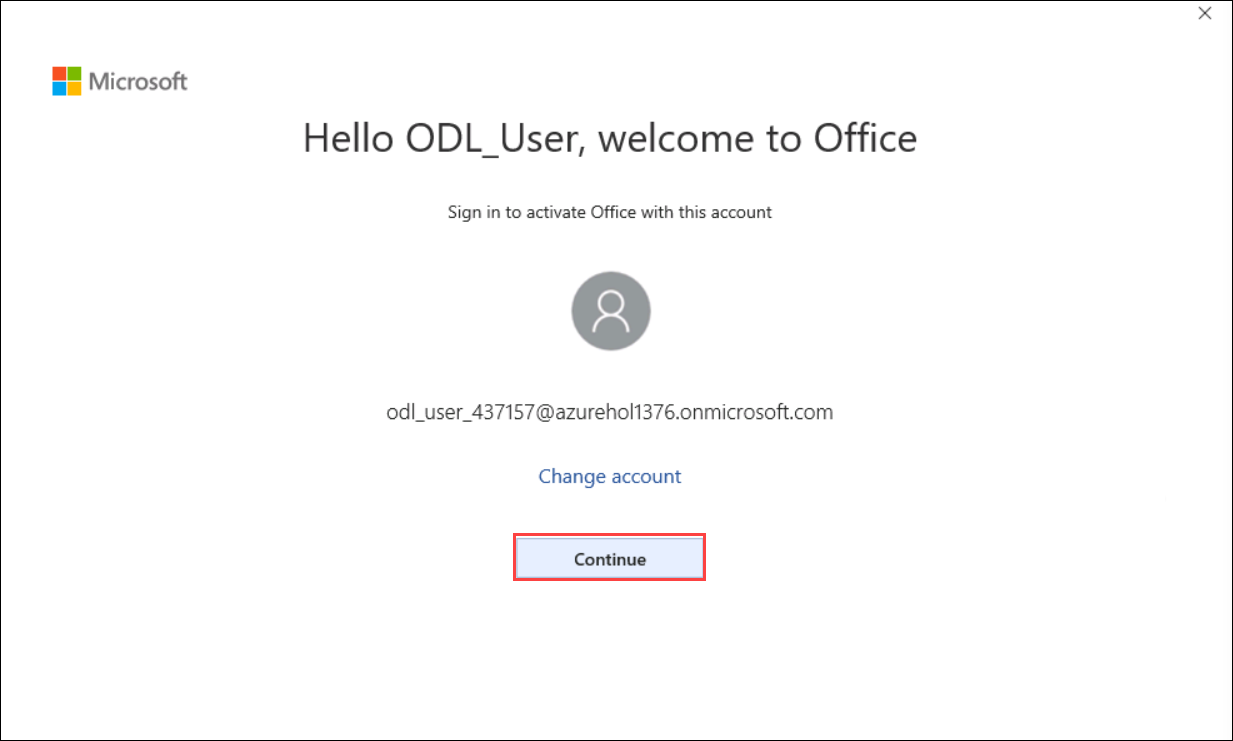 Microsoft
Hello ODL_User, welcome to Office
Sign in to activate Office with this account
odl_user_437157@azurehol1376.onmicrosoft.com
Change account
Continue